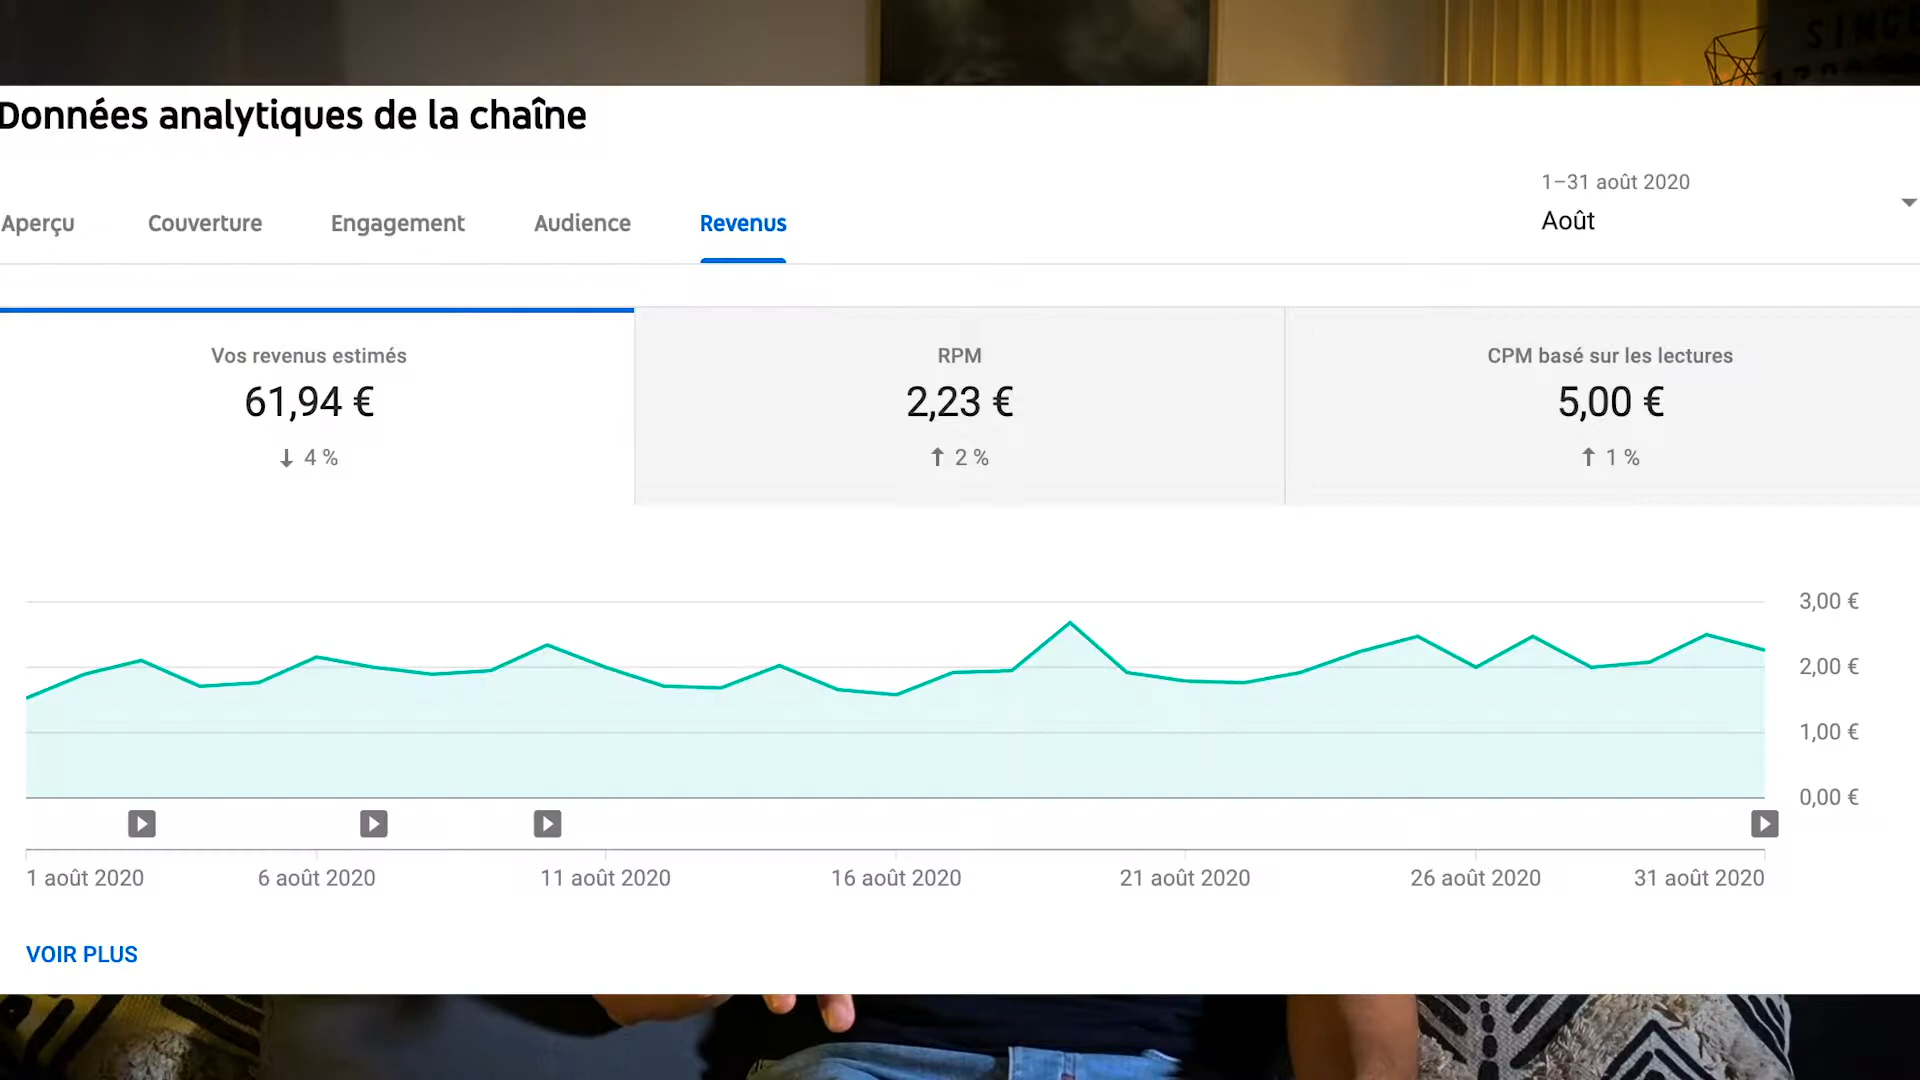 SINCE
Données analytiques de la chaîne
1–31 août 2020
Août
Aperçu Couverture Engagement Audience Revenus
Vos revenus estimés
61,94 €
↓ 4 %
RPM
2,23 €
↑ 2 %
CPM basé sur les lectures
5,00 €
↑ 1 %
3,00 €
2,00 €
1,00 €
0,00 €
1 août 2020 6 août 2020 11 août 2020 16 août 2020 21 août 2020 26 août 2020 31 août 2020
VOIR PLUS